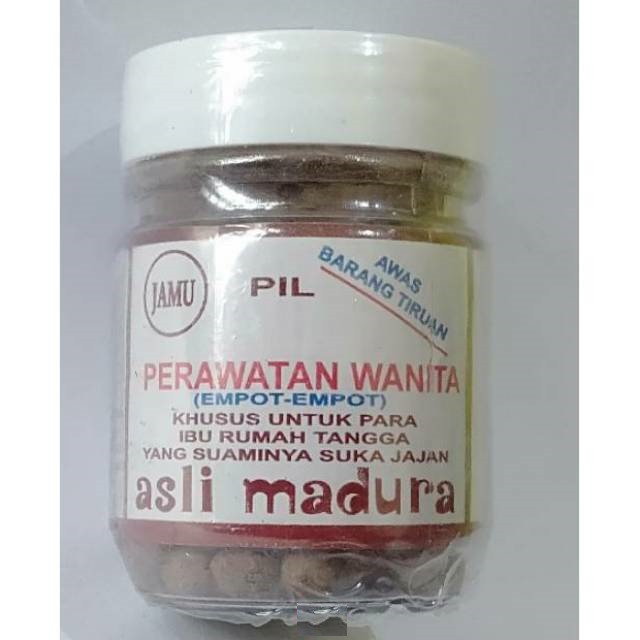 JAMU
PIL
AWAS
BARANG TIRUAN
PERAWATAN WANITA
(EMPOT-EMPOT)
KHUSUS UNTUK PARA
IBU RUMAH TANGGA
YANG SUAMINYA SUKA JAJAN
asli madura